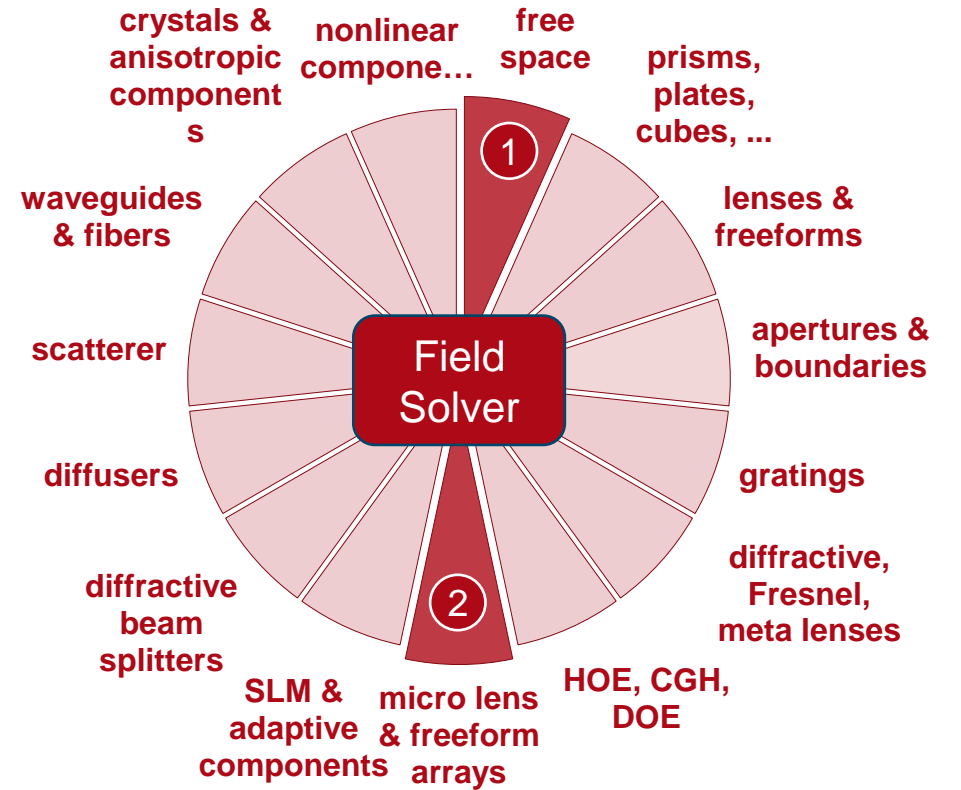 free
space
1
prisms,
plates,
cubes, ...
lenses &
freeforms
apertures &
boundaries
gratings
diffractive,
Fresnel,
meta lenses
HOE, CGH,
DOE
micro lens
& freeform
arrays
2
SLM &
adaptive
components
diffractive
beam
splitters
diffusers
scatterer
waveguides
& fibers
crystals &
anisotropic
component
s
nonlinear
compone…
Field
Solver